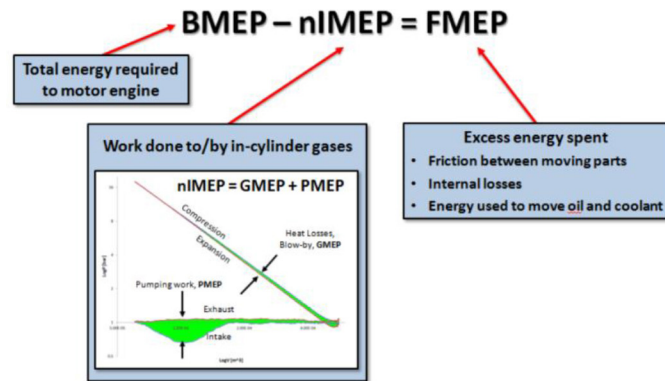 BMEP – nIMEP = FMEP
Total energy required
to motor engine
Work done to/by in-cylinder gases
nIMEP = GMEP + PMEP
Compression
Expansion
Heat Losses,
Blow-by, GMEP
Pumping work, PMEP
Exhaust
Intake
Excess energy spent
• Friction between moving parts
• Internal losses
• Energy used to move oil and coolant